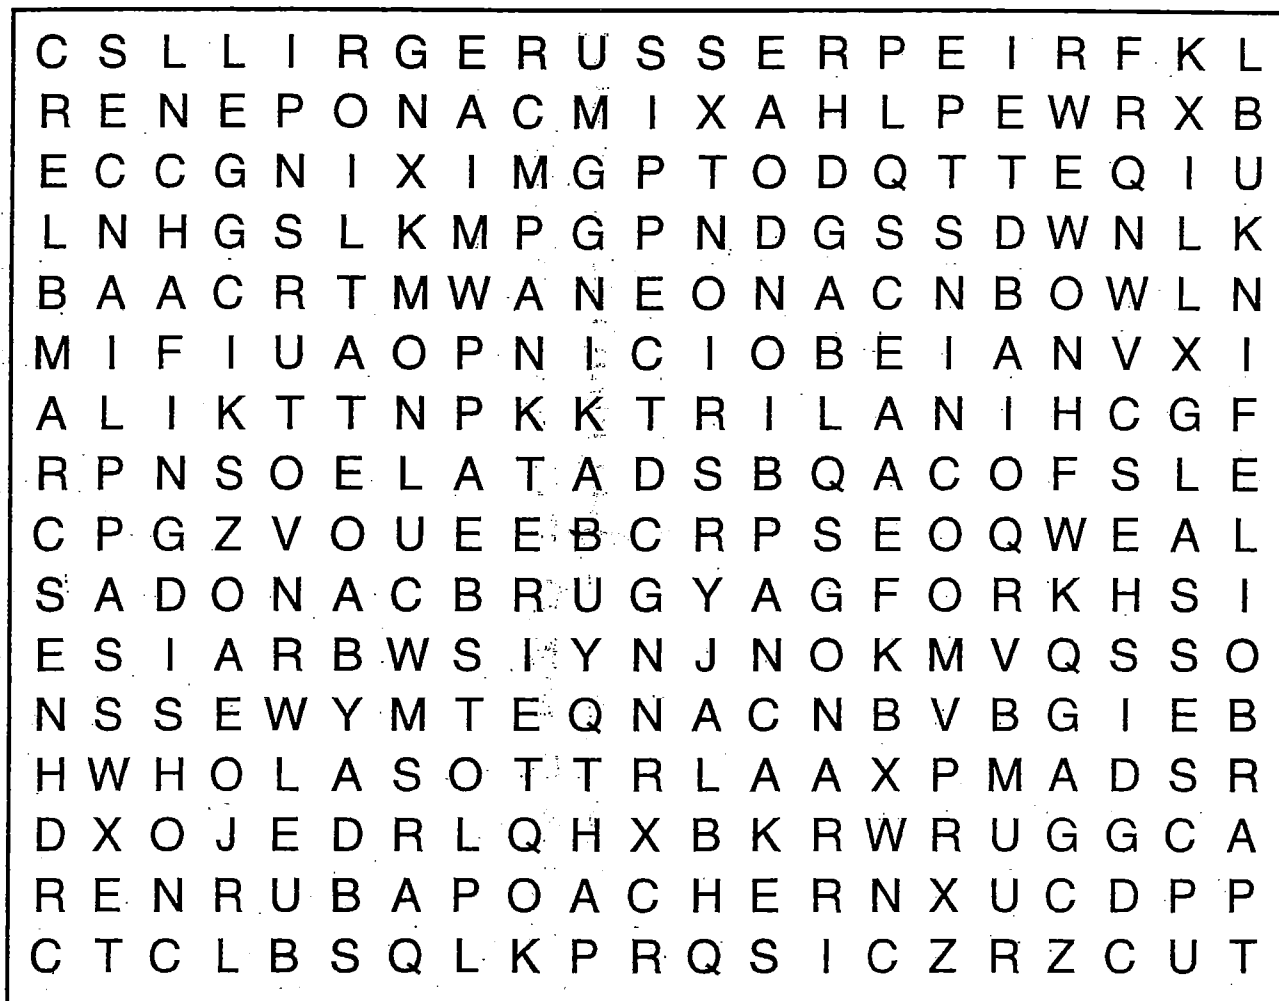 C S L L I R G E R U S S E R P E I R F K L
R E N E P O N A C M I X A H L P E W R X B
E C C G N I X I M G P T O D Q T T E Q I U
L N H G S L K M P G P N D G S S D W N L K
B A A C R T M W A N E O N A C N B O W L N
M I F I U A O P N I C I O B E I A N V X I
A L I K T T N P K K T R I L A N I H C G F
R P N S O E L A T A D S B Q A C O F S L E
C P G Z V O U E E B C R P S E O Q W E A L
S A D O N A C B R U G Y A G F O R K H S I
E S I A R B W S I Y N J N O K M V Q S S O
N S S E W Y M T E Q N A C N B V B G I E B
H W H O L A S O T T R L A A X P M A D S R
D X O J E D R L Q H X B K R W R U G G C A
R E N R U B A P O A C H E R N X U C D P P
C T C L B S Q L K P R Q S I C Z R Z C U T